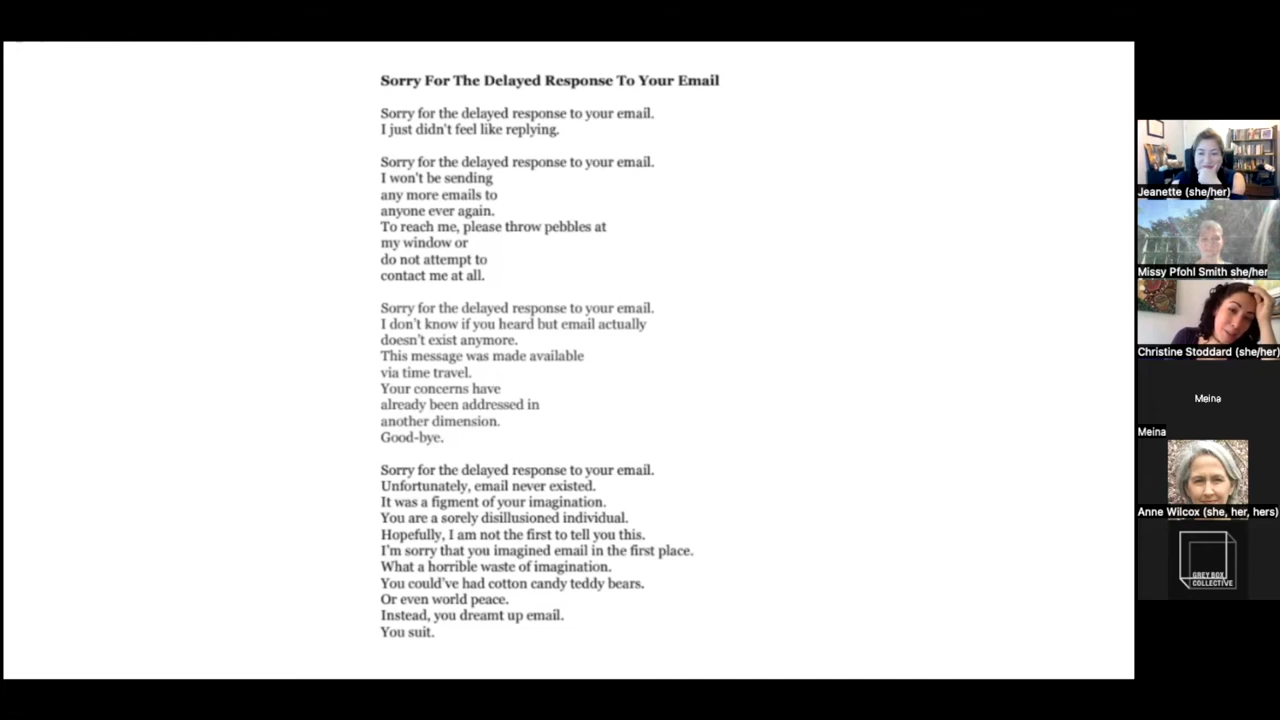 Sorry For The Delayed Response To Your Email
Sorry for the delayed response to your email.
I just didn't feel like replying.
Sorry for the delayed response to your email.
I won't be sending
any more emails to
anyone ever again.
To reach me, please throw pebbles at
my window or
do not attempt to
contact me at all.
Sorry for the delayed response to your email.
I don't know if you heard but email actually
doesn't exist anymore.
This message was made available
via time travel.
Your concerns have
already been addressed in
another dimension.
Good-bye.
Sorry for the delayed response to your email.
Unfortunately, email never existed.
It was a figment of your imagination.
You are a sorely disillusioned individual.
Hopefully, I am not the first to tell you this.
I'm sorry that you imagined email in the first place.
What a horrible waste of imagination.
You could've had cotton candy teddy bears.
Or even world peace.
Instead, you dreamt up email.
You suit.
Jeanette (she/her)
Missy Pfohl Smith she/her
Christine Stoddard (she/her)
Meina
Meina
Anne Wilcox (she, her, hers)
GREY BOX
COLLECTIVE